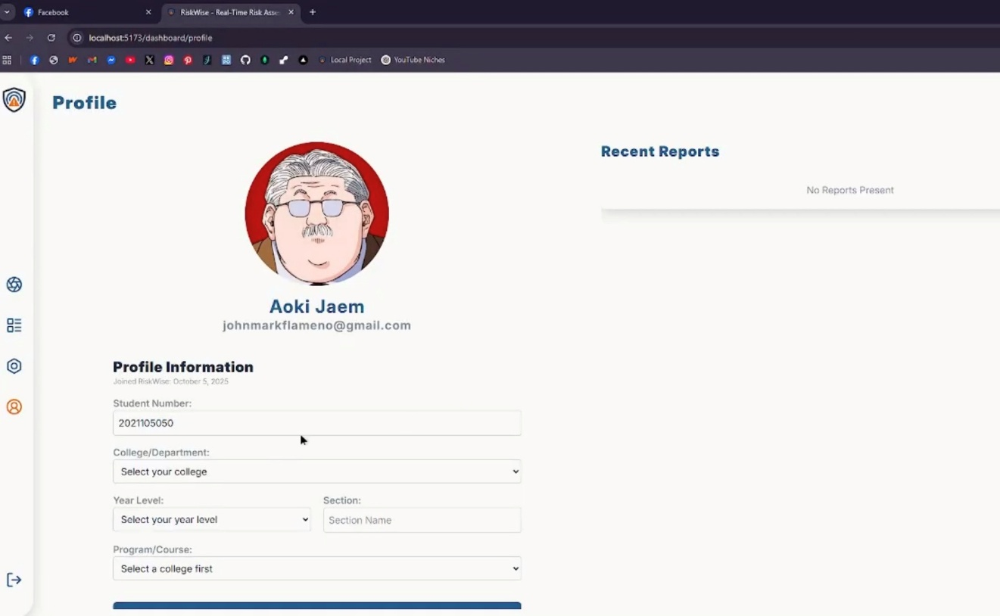 Facebook
RiskWise - Real-Time Risk Asse
localhost:5173/dashboard/profile
Local Project
YouTube Niches
Profile
Aoki Jaem
johnmarkflameno@gmail.com
Profile Information
Joined RiskWise: October 5, 2025
Student Number:
2021105050
College/Department:
Select your college
Year Level: Section:
Select your year level Section Name
Program/Course:
Select a college first
Recent Reports
No Reports Present